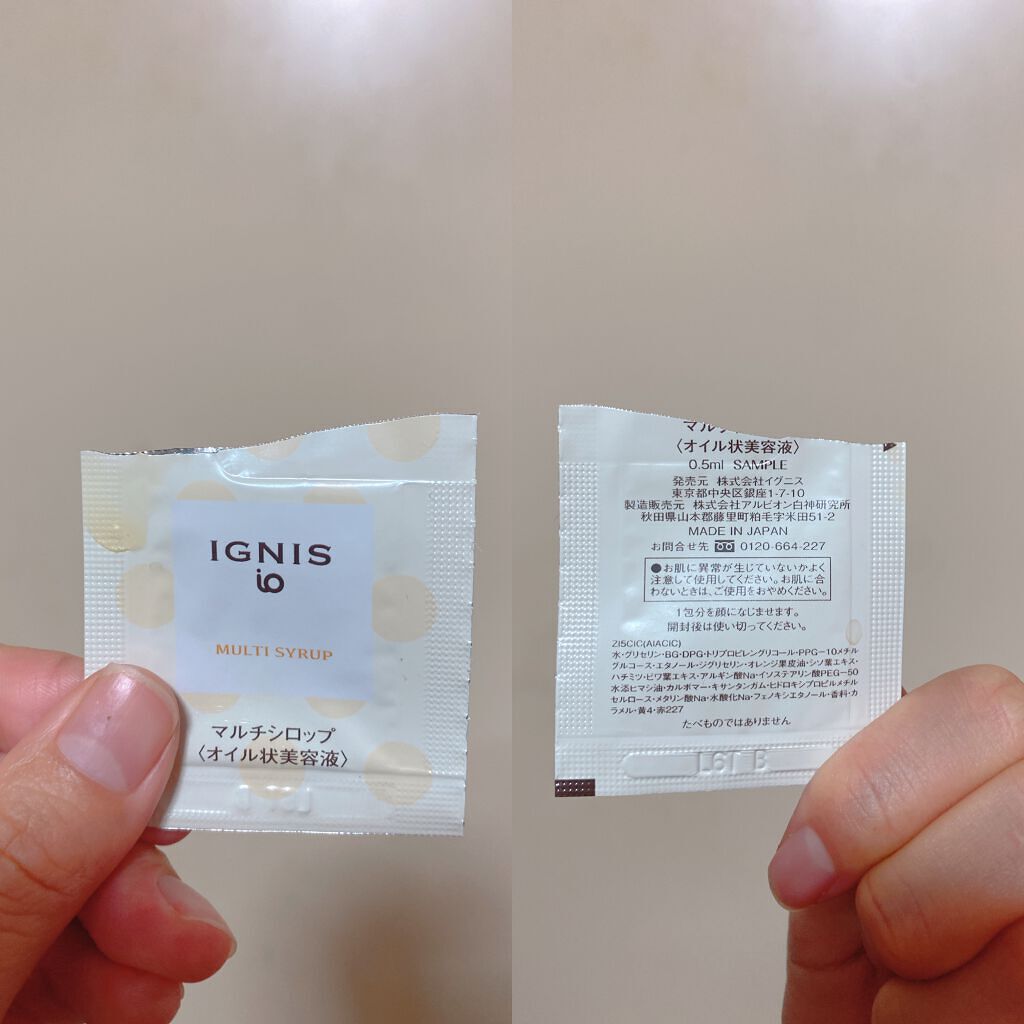 IGNIS
io
MULTI SYRUP
マルチシロップ
〈オイル状美容液〉
〈オイル状美容液〉
0.5ml SAMPLE
発売元 株式会社イグニス
東京都中央区銀座1-7-10
製造販売元 株式会社アルビオン白神研究所
秋田県山本郡藤里町粕毛字米田51-2
MADE IN JAPAN
お問合せ先 0120-664-227
●お肌に異常が生じていないかよく
注意して使用してください。お肌に合
わないときは、ご使用をおやめください。
1包分を顔になじませます。
開封後は使い切ってください。
ZI5CIC(AIACIC)
水・グリセリン・BG・DPG・トリプロピレングリコール・PPG-10メチル
グルコース・エタノール・ジグリセリン・オレンジ果皮油・シソ葉エキス・
ハチミツ・ビワ葉エキス・アルギン酸Na・イソステアリン酸PEG-50
水添ヒマシ油・カルボマー・キサンタンガム・ヒドロキシプロピルメチル
セルロース・メタリン酸Na・水酸化Na・フェノキシエタノール・香料・カ
ラメル・黄4・赤227
たべものではありません